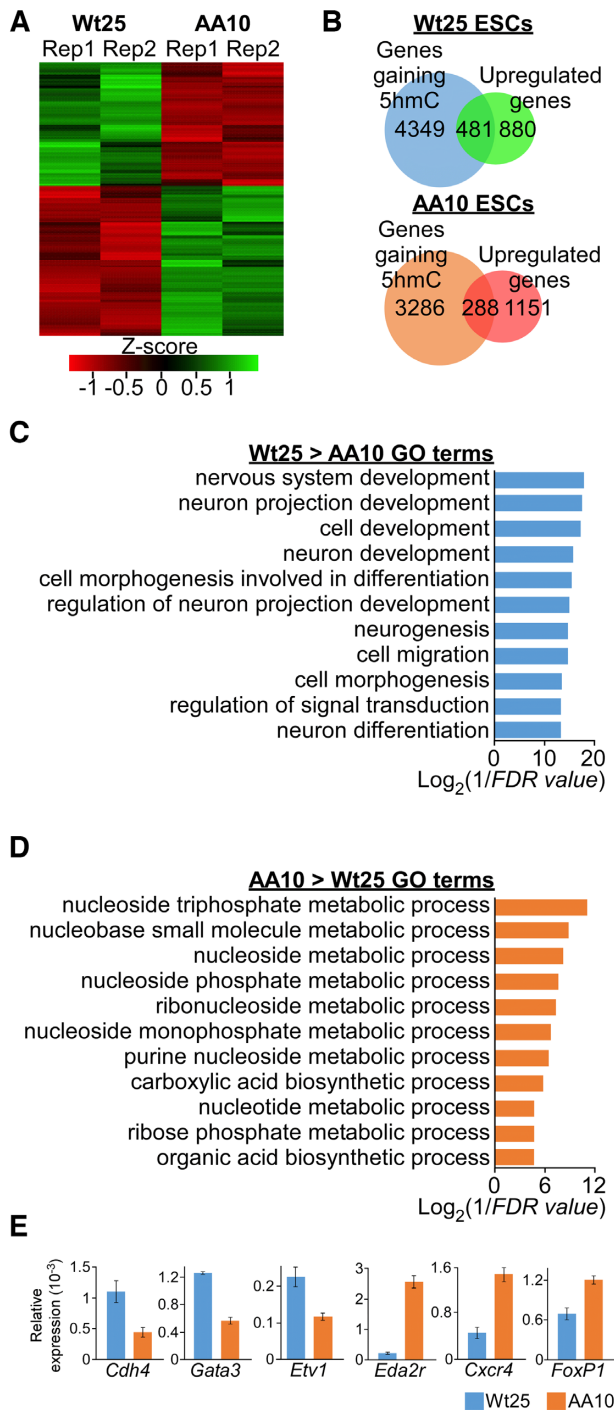 A
Wt25 AA10
Rep1 Rep2 Rep1 Rep2
Z-score
-1 -0.5 0 0.5 1
B
Wt25 ESCs
Genes
gaining
5hmC
Upregulated
genes
4349 481 880
AA10 ESCs
Genes
gaining
5hmC
Upregulated
genes
3286 288 1151
C
Wt25 > AA10 GO terms
nervous system development
neuron projection development
cell development
neuron development
cell morphogenesis involved in differentiation
regulation of neuron projection development
neurogenesis
cell migration
cell morphogenesis
regulation of signal transduction
neuron differentiation
0 10 20
Log2(1/FDR value)
D
AA10 > Wt25 GO terms
nucleoside triphosphate metabolic process
nucleobase small molecule metabolic process
nucleoside metabolic process
nucleoside phosphate metabolic process
ribonucleoside metabolic process
nucleoside monophosphate metabolic process
purine nucleoside metabolic process
carboxylic acid biosynthetic process
nucleotide metabolic process
ribose phosphate metabolic process
organic acid biosynthetic process
0 6 12
Log2(1/FDR value)
E
Relative
expression (10-3)
1.5
1
0.5
0
Cdh4
1.2
0.8
0.4
0
Gata3
0.2
0.1
0
Etv1
3
2
1
0
Eda2r
1.6
0.8
0
Cxcr4
1.2
0.6
0
FoxP1
Wt25 AA10